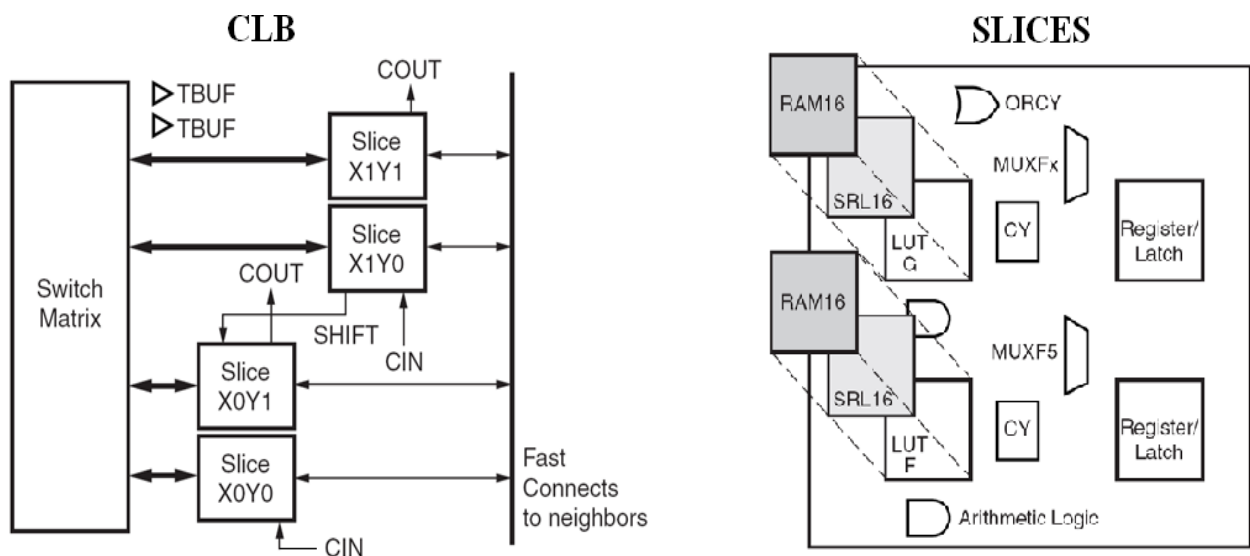 CLB
TBUF
TBUF
COUT
Slice
X1Y1
Slice
X1Y0
COUT
Switch
Matrix
SHIFT
CIN
Slice
X0Y1
Slice
X0Y0
Fast
Connects
to neighbors
CIN
SLICES
RAM16
ORCY
MUXFx
SRL16
CY
LUT
G
Register/
Latch
RAM16
MUXF5
SRL16
CY
LUT
F
Register/
Latch
Arithmetic Logic